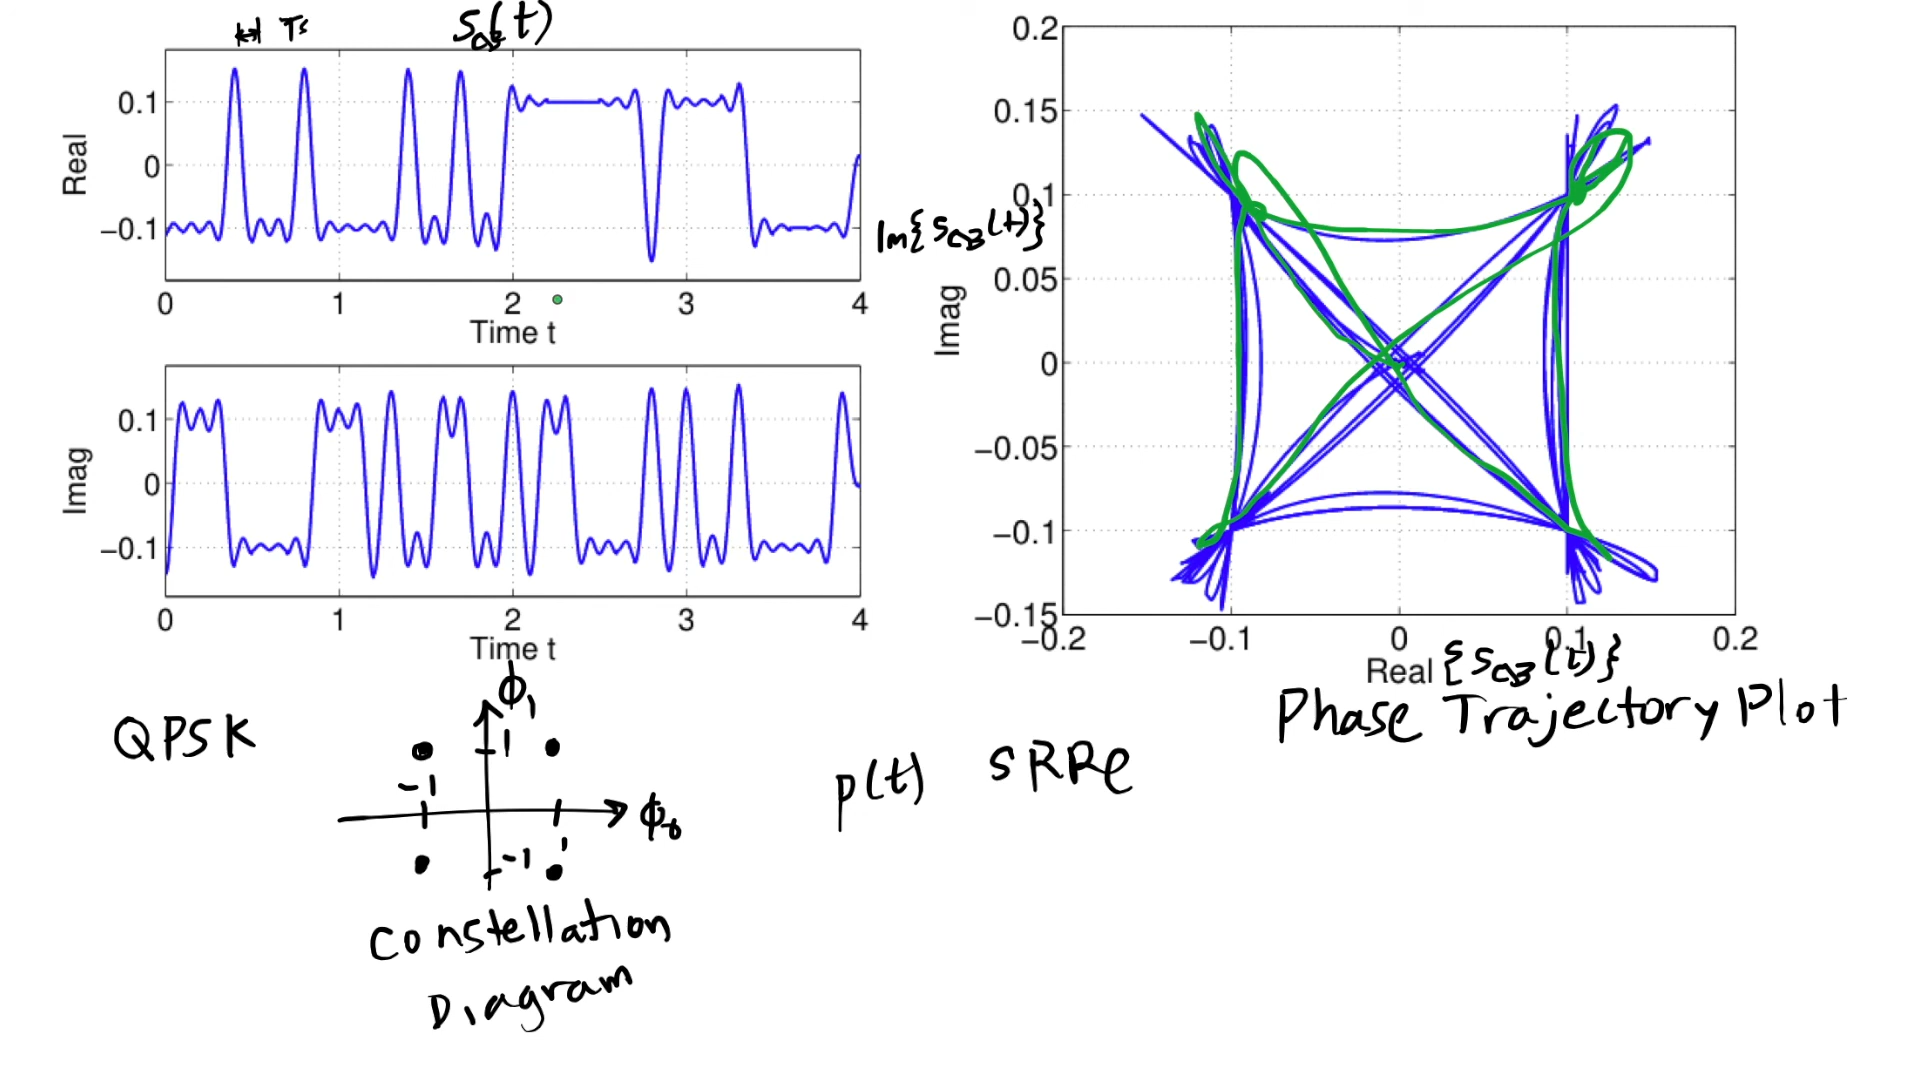 Ts
S_CB(t)
Real
0.1
0
−0.1
0 1 2 3 4
Time t
Imag
0.1
0
−0.1
0 1 2 3 4
Time t
0.2
0.15
0.1
0.05
0
−0.05
−0.1
−0.15
Im{S_CB(t)}
Imag
−0.2 −0.1 0 0.1 0.2
Real {S_CB(t)}
Phase Trajectory Plot
QPSK
ϕ₁
1
-1
ϕ₀
1
-1
Constellation
Diagram
p(t) SRRC